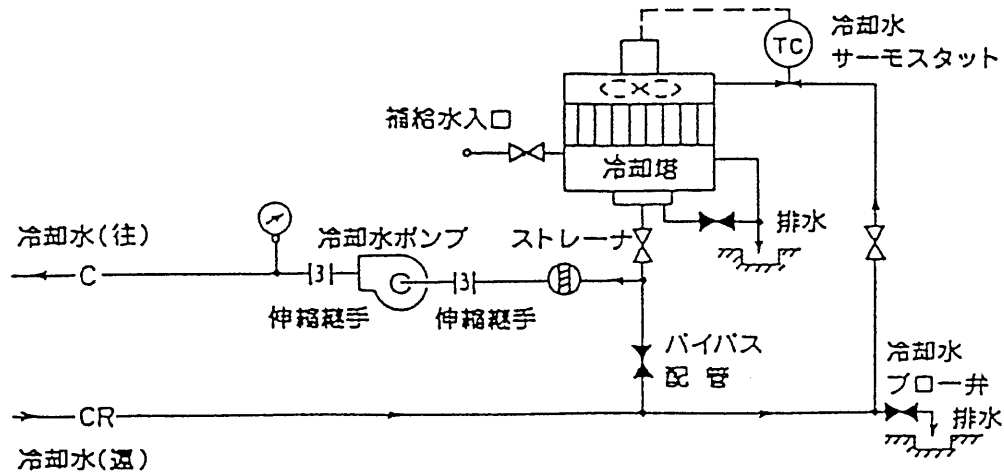 冷却水
サーモスタット
TC
補給水入口
冷却塔
排水
冷却水(往)
冷却水ポンプ
ストレーナ
C
伸縮継手
伸縮継手
バイパス
配管
冷却水
ブロー弁
排水
CR
冷却水(還)